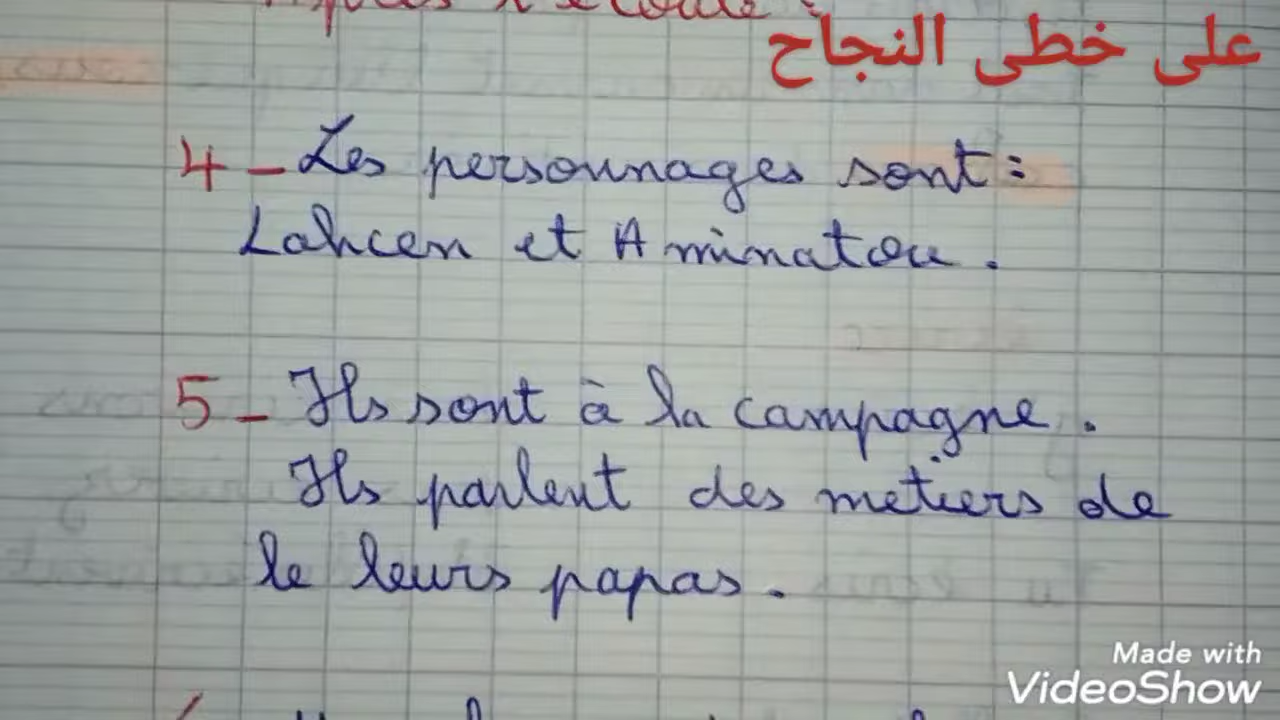 على خطى النجاح
4 - Les personnages sont :
Lahcen et Aminatou .
5 - Ils sont à la campagne .
Ils parlent des metiers de
le leurs papas .
Made with
VideoShow